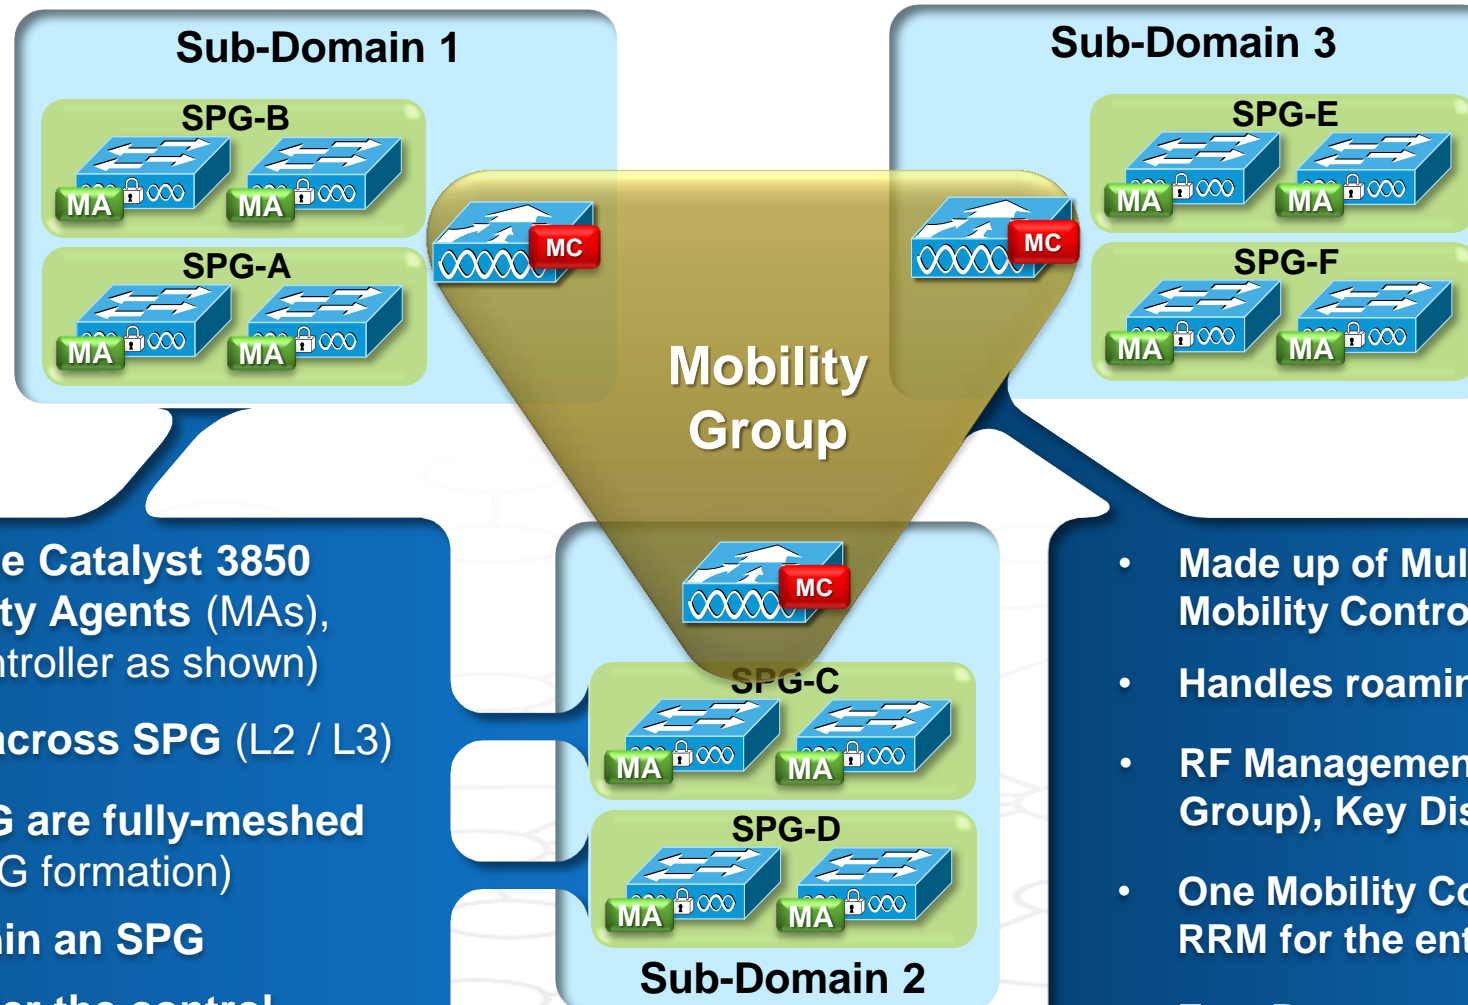 Sub-Domain 1
SPG-B
MA
MA
SPG-A
MA
MA
MC
Sub-Domain 3
SPG-E
MA
MA
MC
SPG-F
MA
MA
Mobility
Group
e Catalyst 3850
ty Agents (MAs),
ntroller as shown)
across SPG (L2 / L3)
G are fully-meshed
G formation)
in an SPG
er the control
MC
SPG-C
MA
MA
SPG-D
MA
MA
Sub-Domain 2
• Made up of Mul
Mobility Contro
• Handles roamin
• RF Managemen
Group), Key Dis
• One Mobility Co
RRM for the ent